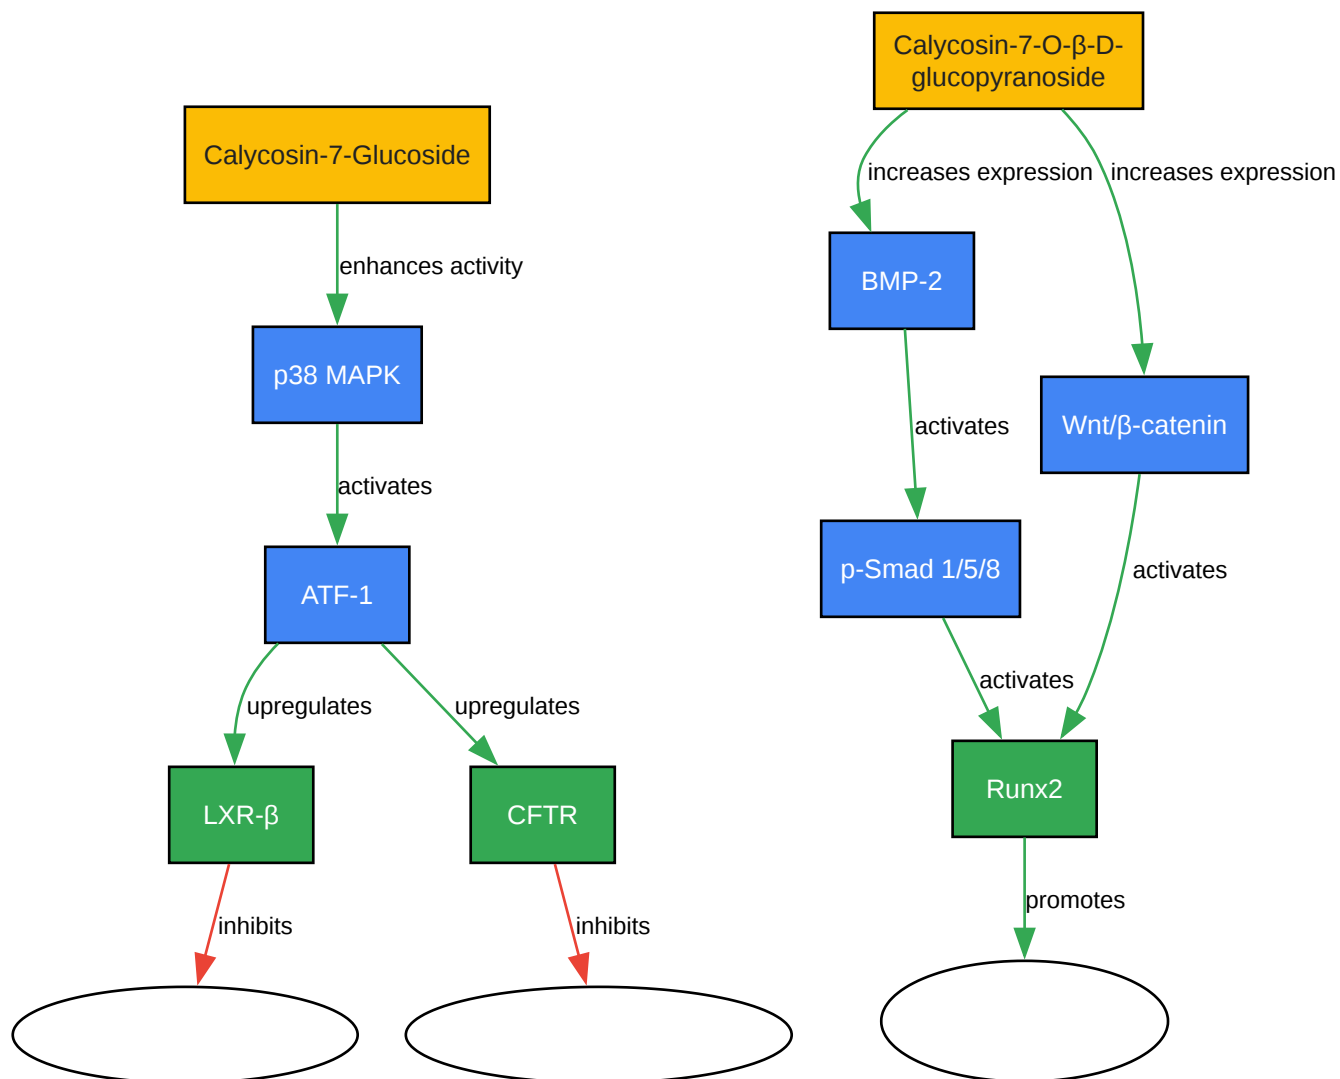 Calycosin-7-Glucoside
enhances activity
p38 MAPK
activates
ATF-1
upregulates
upregulates
LXR-β
CFTR
inhibits
inhibits
Calycosin-7-O-β-D-
glucopyranoside
increases expression
increases expression
BMP-2
Wnt/β-catenin
activates
p-Smad 1/5/8
activates
activates
Runx2
promotes